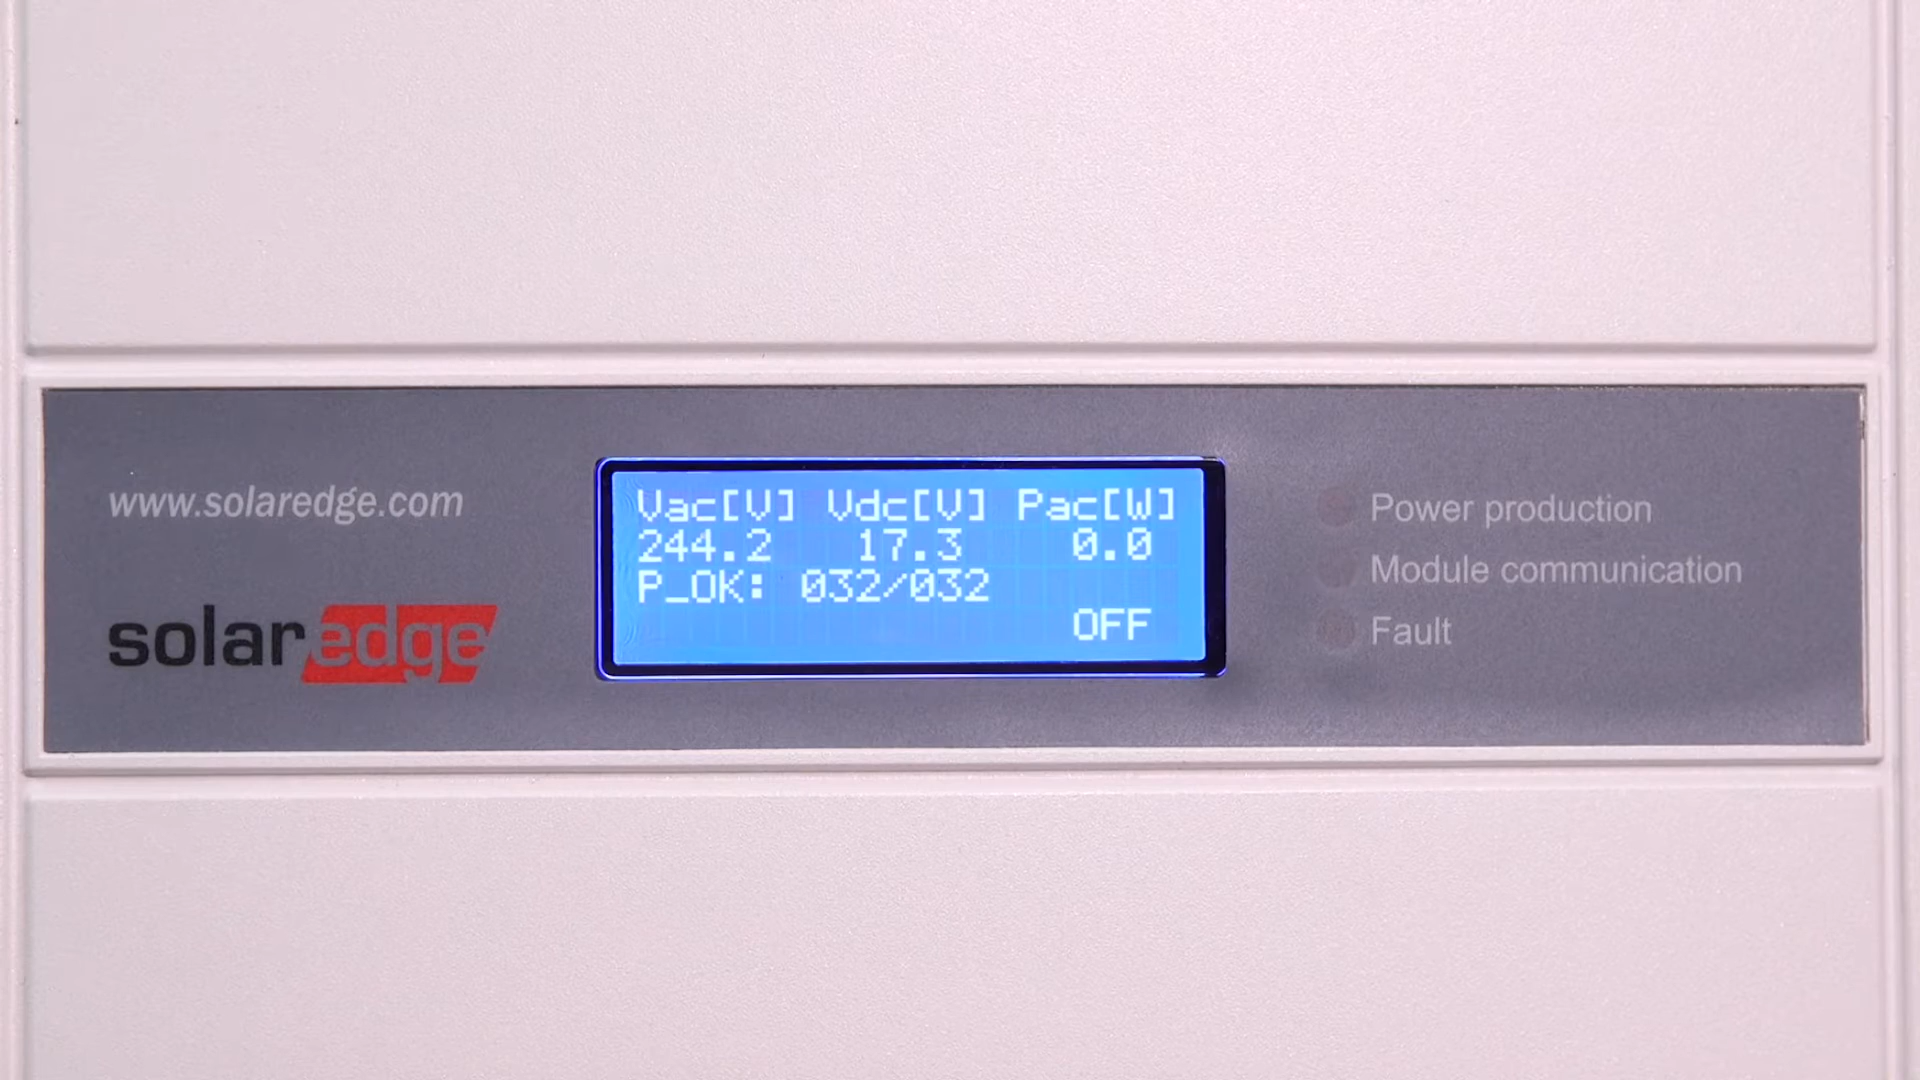 www.solaredge.com
solaredge
Vac[V] Vdc[V] Pac[W]
244.2 17.3 0.0
P_OK: 032/032
OFF
Power production
Module communication
Fault